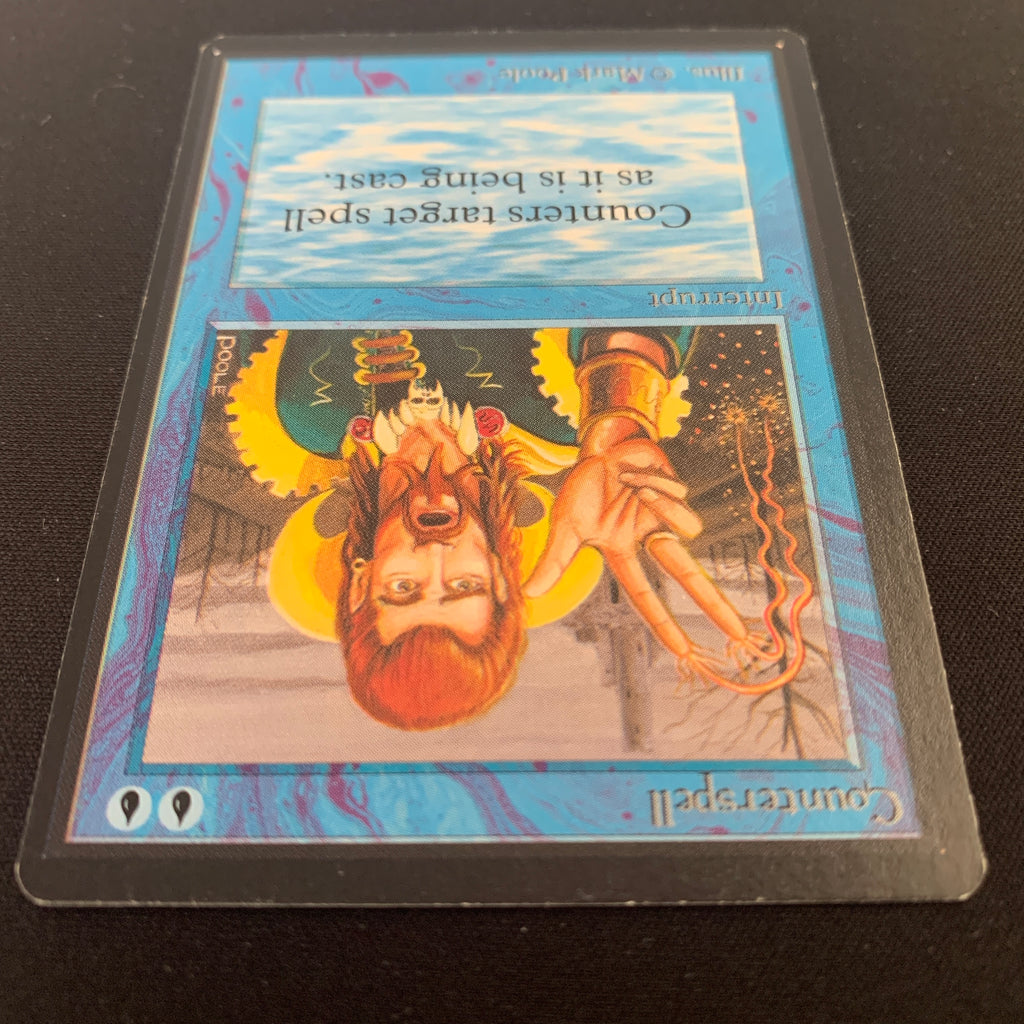 Counterspell
POOLE
Interrupt
Counters target spell
as it is being cast.
Illus. © Mark Poole